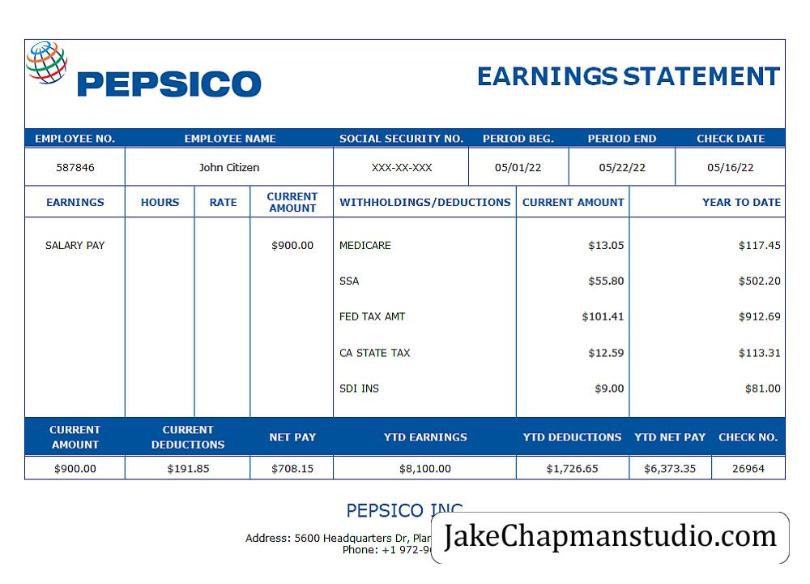 PEPSICO
EARNINGS STATEMENT
EMPLOYEE NO. EMPLOYEE NAME SOCIAL SECURITY NO. PERIOD BEG. PERIOD END CHECK DATE
587846 John Citizen XXX-XX-XXX 05/01/22 05/22/22 05/16/22
EARNINGS HOURS RATE CURRENT AMOUNT WITHHOLDINGS/DEDUCTIONS CURRENT AMOUNT YEAR TO DATE
SALARY PAY $900.00 MEDICARE $13.05 $117.45
SSA $55.80 $502.20
FED TAX AMT $101.41 $912.69
CA STATE TAX $12.59 $113.31
SDI INS $9.00 $81.00
CURRENT AMOUNT CURRENT DEDUCTIONS NET PAY YTD EARNINGS YTD DEDUCTIONS YTD NET PAY CHECK NO.
$900.00 $191.85 $708.15 $8,100.00 $1,726.65 $6,373.35 26964
PEPSICO INC
Address: 5600 Headquarters Dr,
Phone: +1 972-
JakeChapmanstudio.com